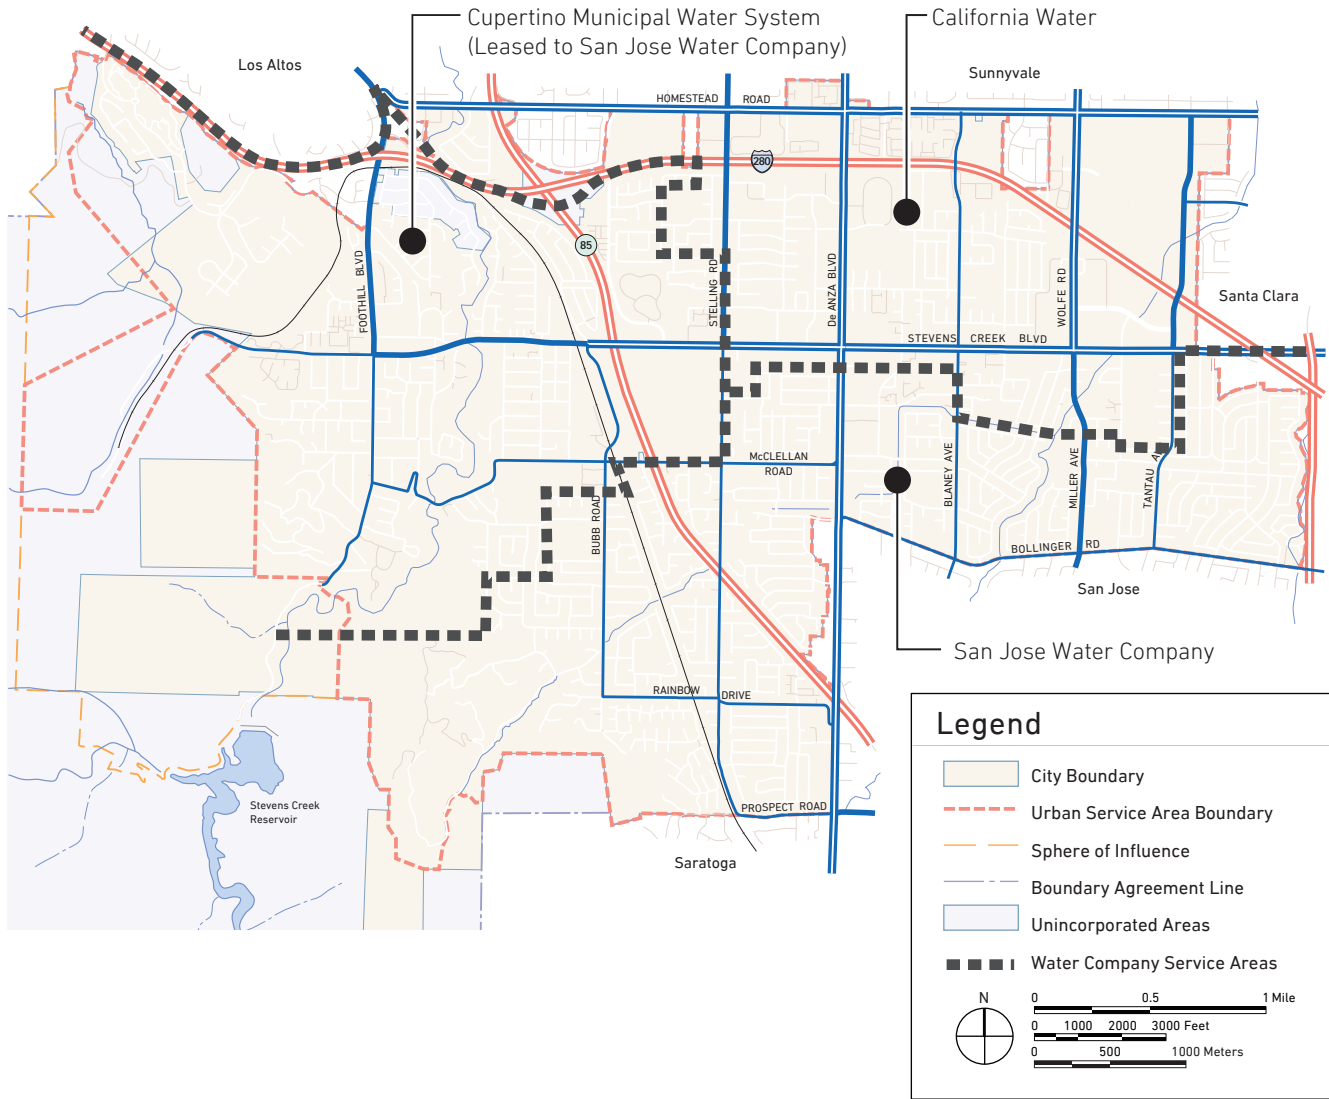 Cupertino Municipal Water System
(Leased to San Jose Water Company)
California Water
Los Altos
Sunnyvale
HOMESTEAD ROAD
280
85
FOOTHILL BLVD
STELLING RD
De ANZA BLVD
WOLFE RD
Santa Clara
STEVENS CREEK BLVD
McCLELLAN
ROAD
BUBB ROAD
BLANEY AVE
MILLER AVE
TANTAU A
BOLLINGER RD
San Jose
San Jose Water Company
RAINBOW DRIVE
Stevens Creek
Reservoir
PROSPECT ROAD
Saratoga
Legend
City Boundary
Urban Service Area Boundary
Sphere of Influence
Boundary Agreement Line
Unincorporated Areas
Water Company Service Areas
N
0 0.5 1 Mile
0 1000 2000 3000 Feet
0 500 1000 Meters